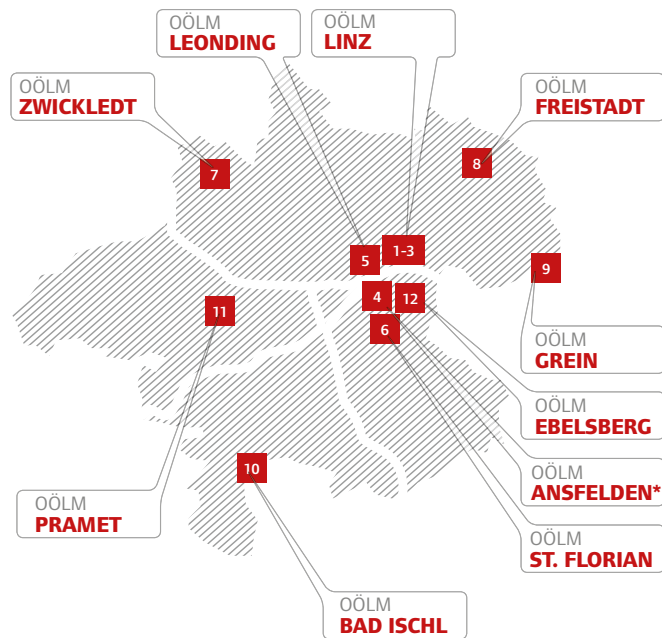 OÖLM
LEONDING
OÖLM
LINZ
OÖLM
ZWICKLEDT
OÖLM
FREISTADT
7
8
5
1-3
9
4
12
11
6
OÖLM
GREIN
OÖLM
EBELSBERG
10
OÖLM
ANSFELDEN*
OÖLM
PRAMET
OÖLM
ST. FLORIAN
OÖLM
BAD ISCHL